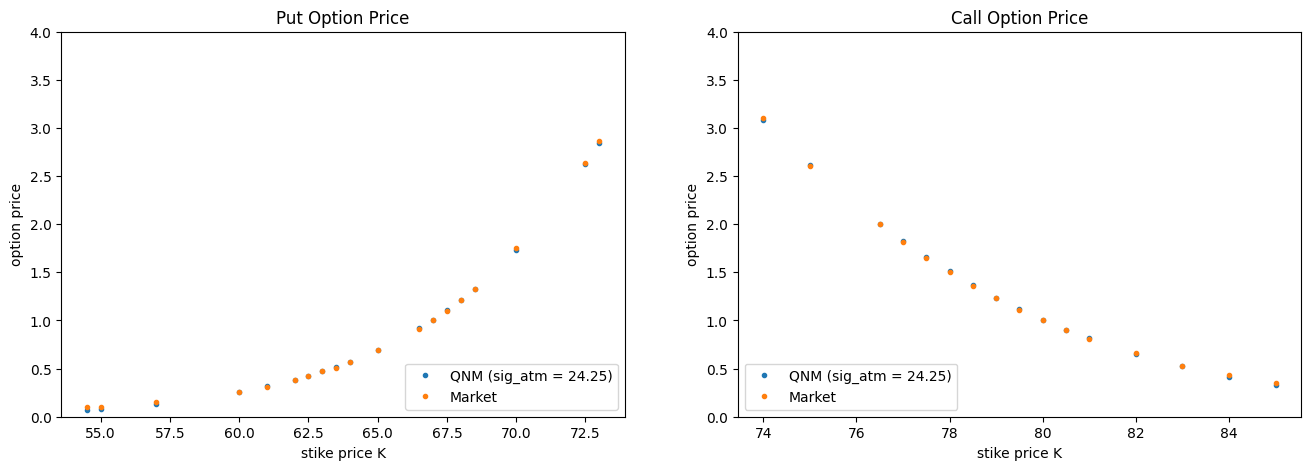 Put Option Price
4.0
3.5
3.0
2.5
2.0
1.5
1.0
0.5
0.0
option price
55.0 57.5 60.0 62.5 65.0 67.5 70.0 72.5
stike price K
QNM (sig_atm = 24.25)
Market
Call Option Price
4.0
3.5
3.0
2.5
2.0
1.5
1.0
0.5
0.0
option price
74 76 78 80 82 84
stike price K
QNM (sig_atm = 24.25)
Market